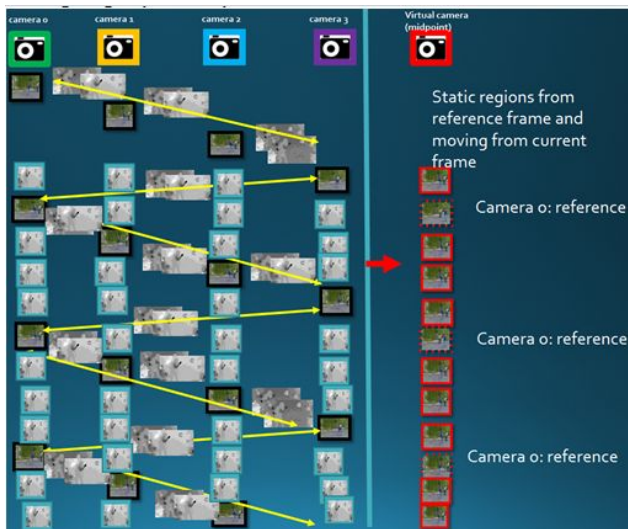 camera 0
camera 1
camera 2
camera 3
Virtual camera
(midpoint)
Static regions from
reference frame and
moving from current
frame
Camera 0: reference
Camera 0: reference
Camera 0: reference